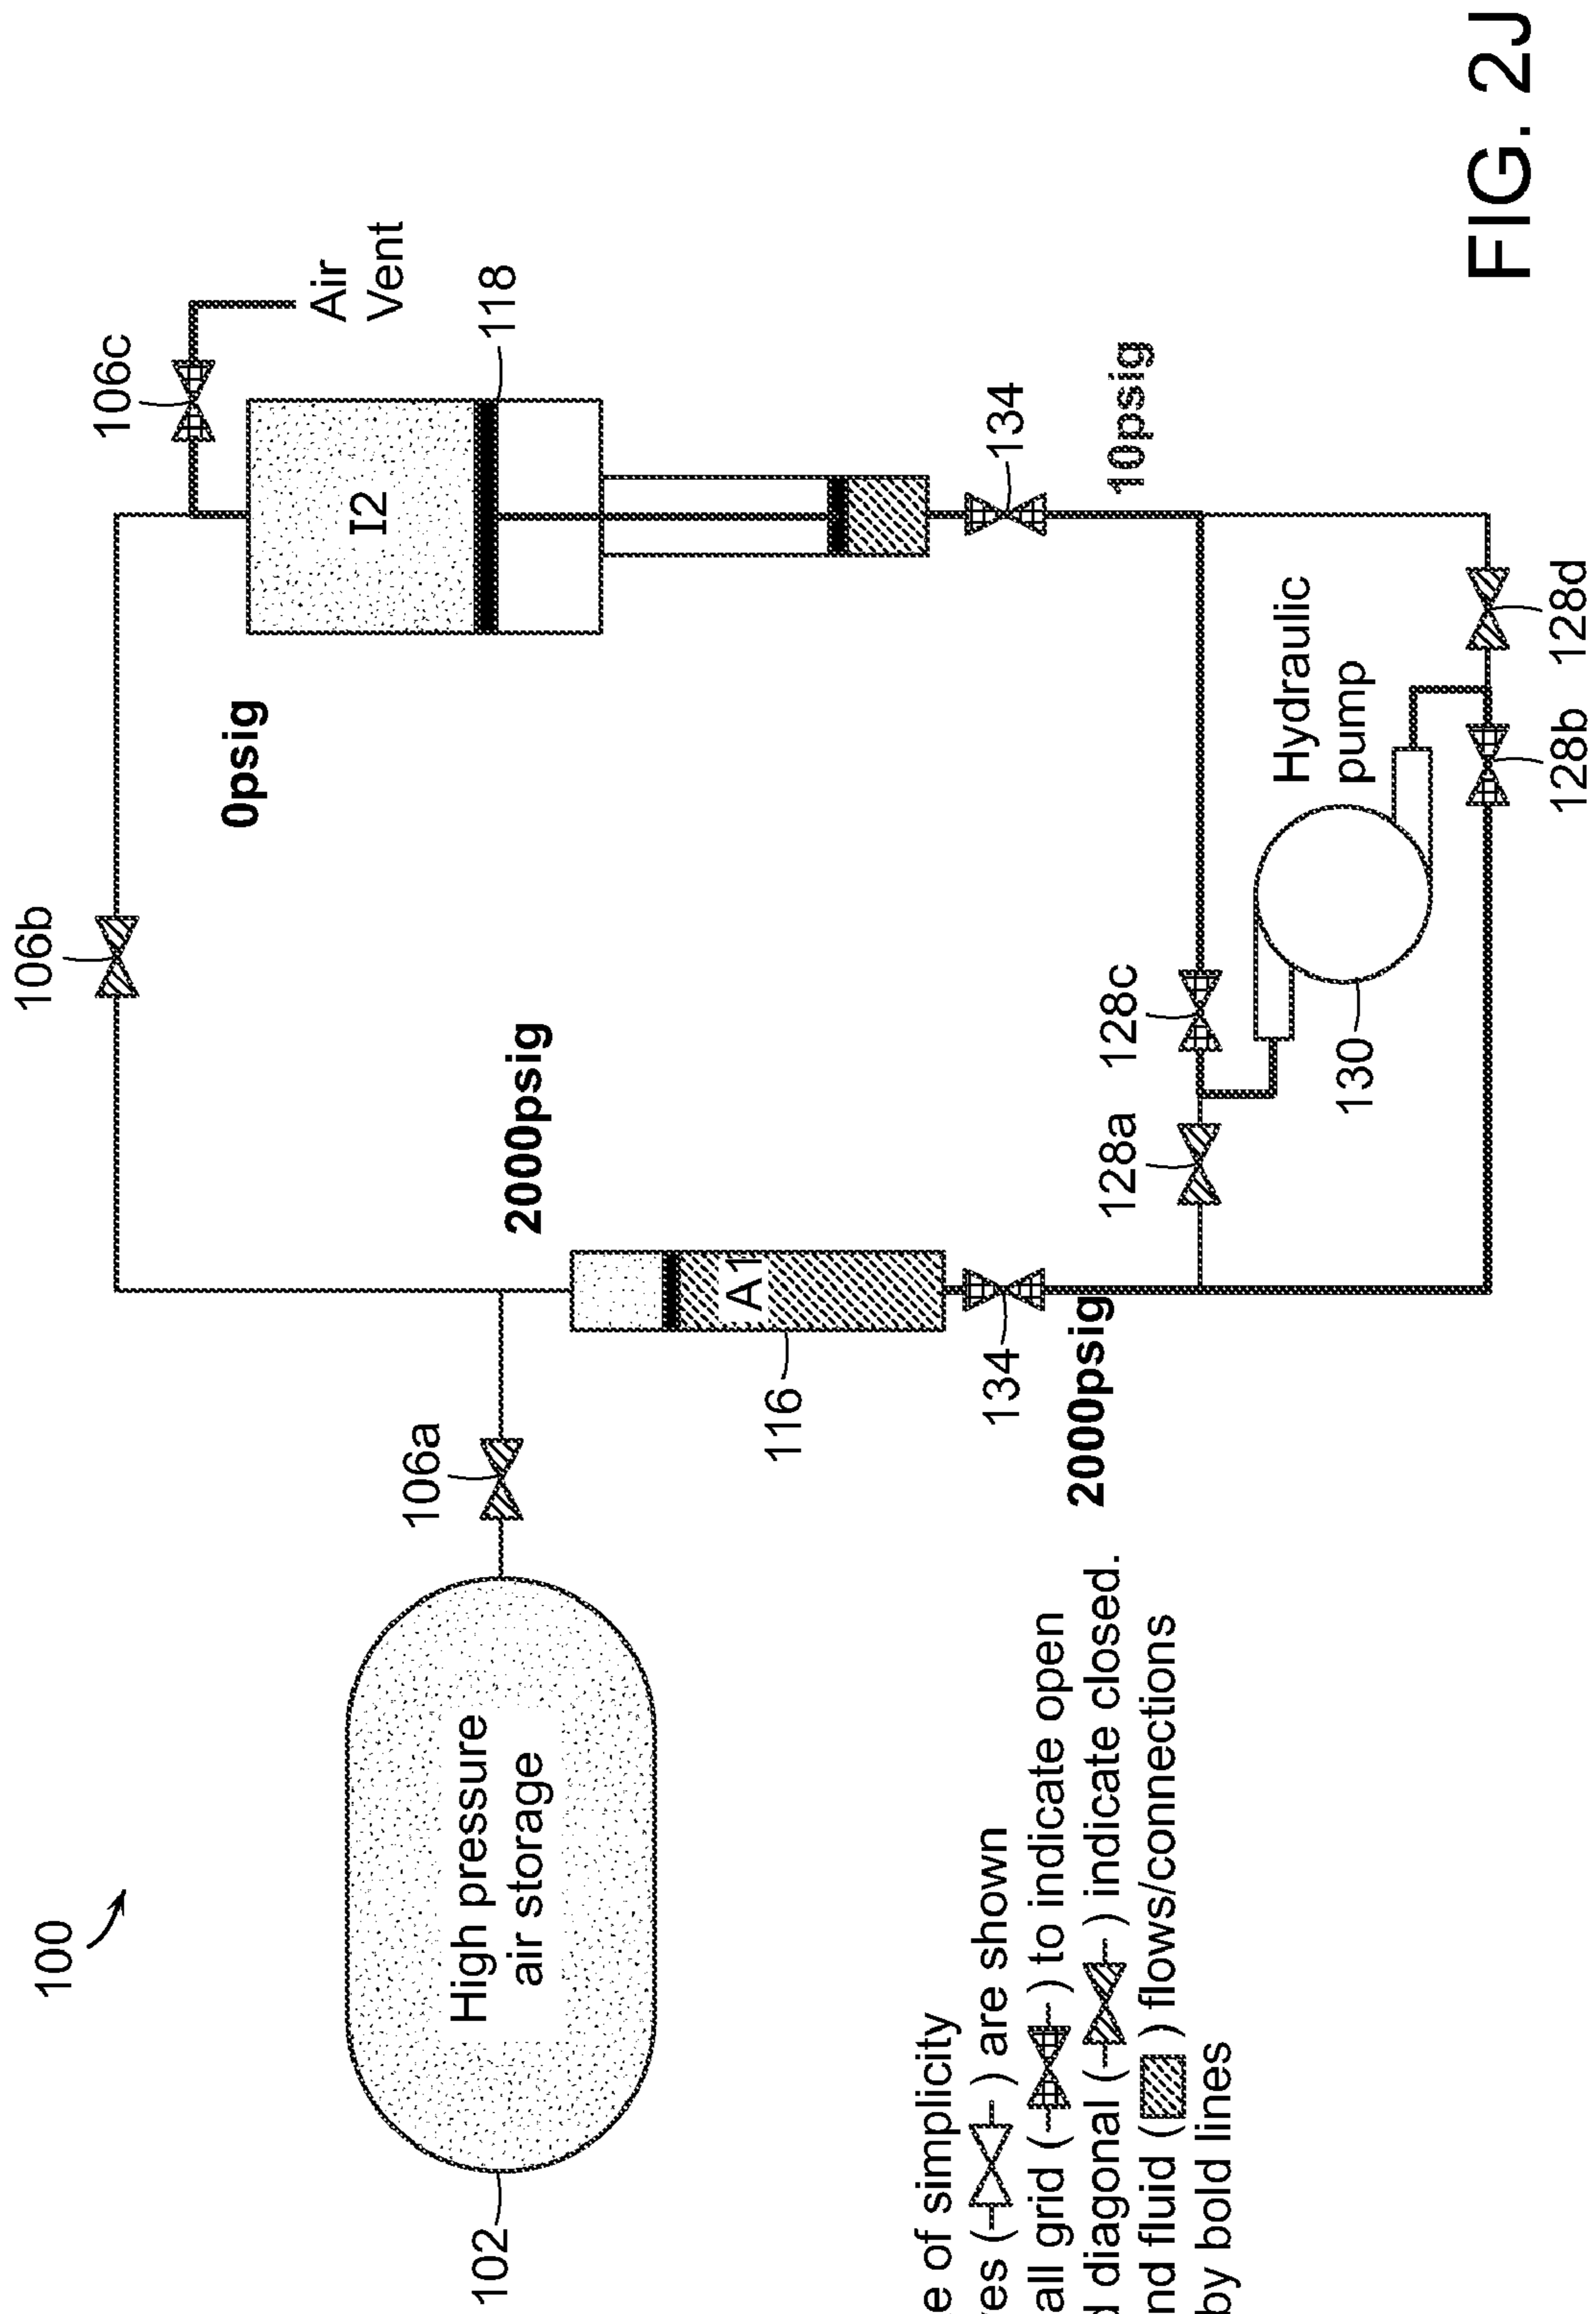 100
106b
106c
Air
Vent
0psig
I2
118
106a
2000psig
High pressure
air storage
102
A1
116
134
2000psig
134
10psig
128a
128c
Hydraulic
pump
130
128b
128d
of simplicity
are shown
all grid ( ) to indicate open
diagonal ( ) indicate closed.
fluid ( ) flows/connections
by bold lines
FIG. 2J